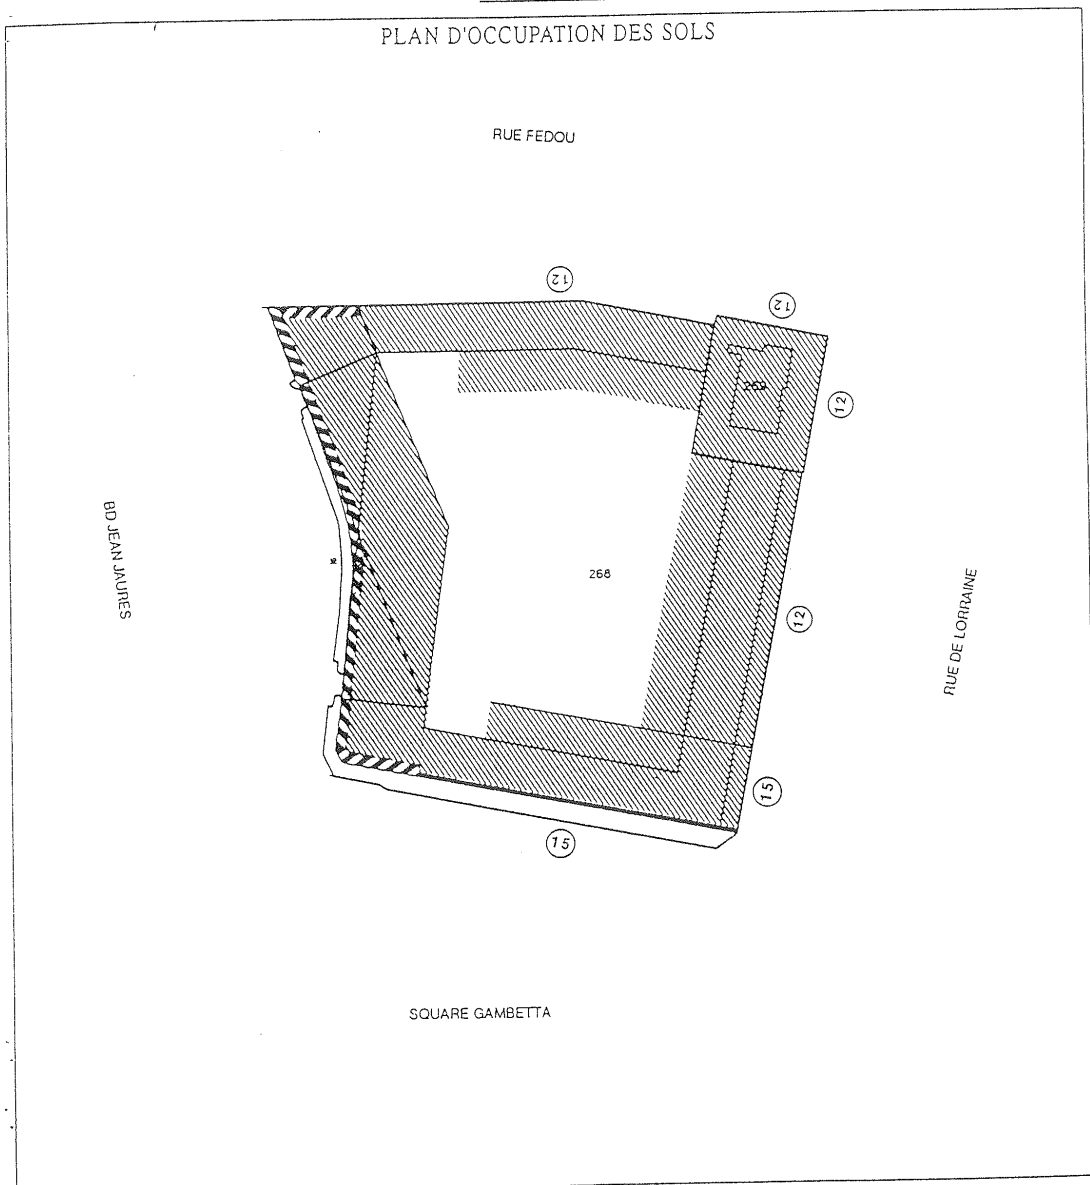 PLAN D'OCCUPATION DES SOLS
RUE FEDOU
12
12
269
12
BD JEAN JAURES
268
12
RUE DE LORRAINE
15
15
SQUARE GAMBETTA